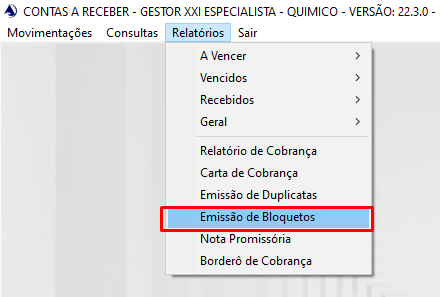 CONTAS A RECEBER - GESTOR XXI ESPECIALISTA - QUIMICO - VERSÃO: 22.3.0 -
Movimentações Consultas Relatórios Sair
A Vencer
Vencidos
Recebidos
Geral
Relatório de Cobrança
Carta de Cobrança
Emissão de Duplicatas
Emissão de Bloquetos
Nota Promissória
Borderô de Cobrança